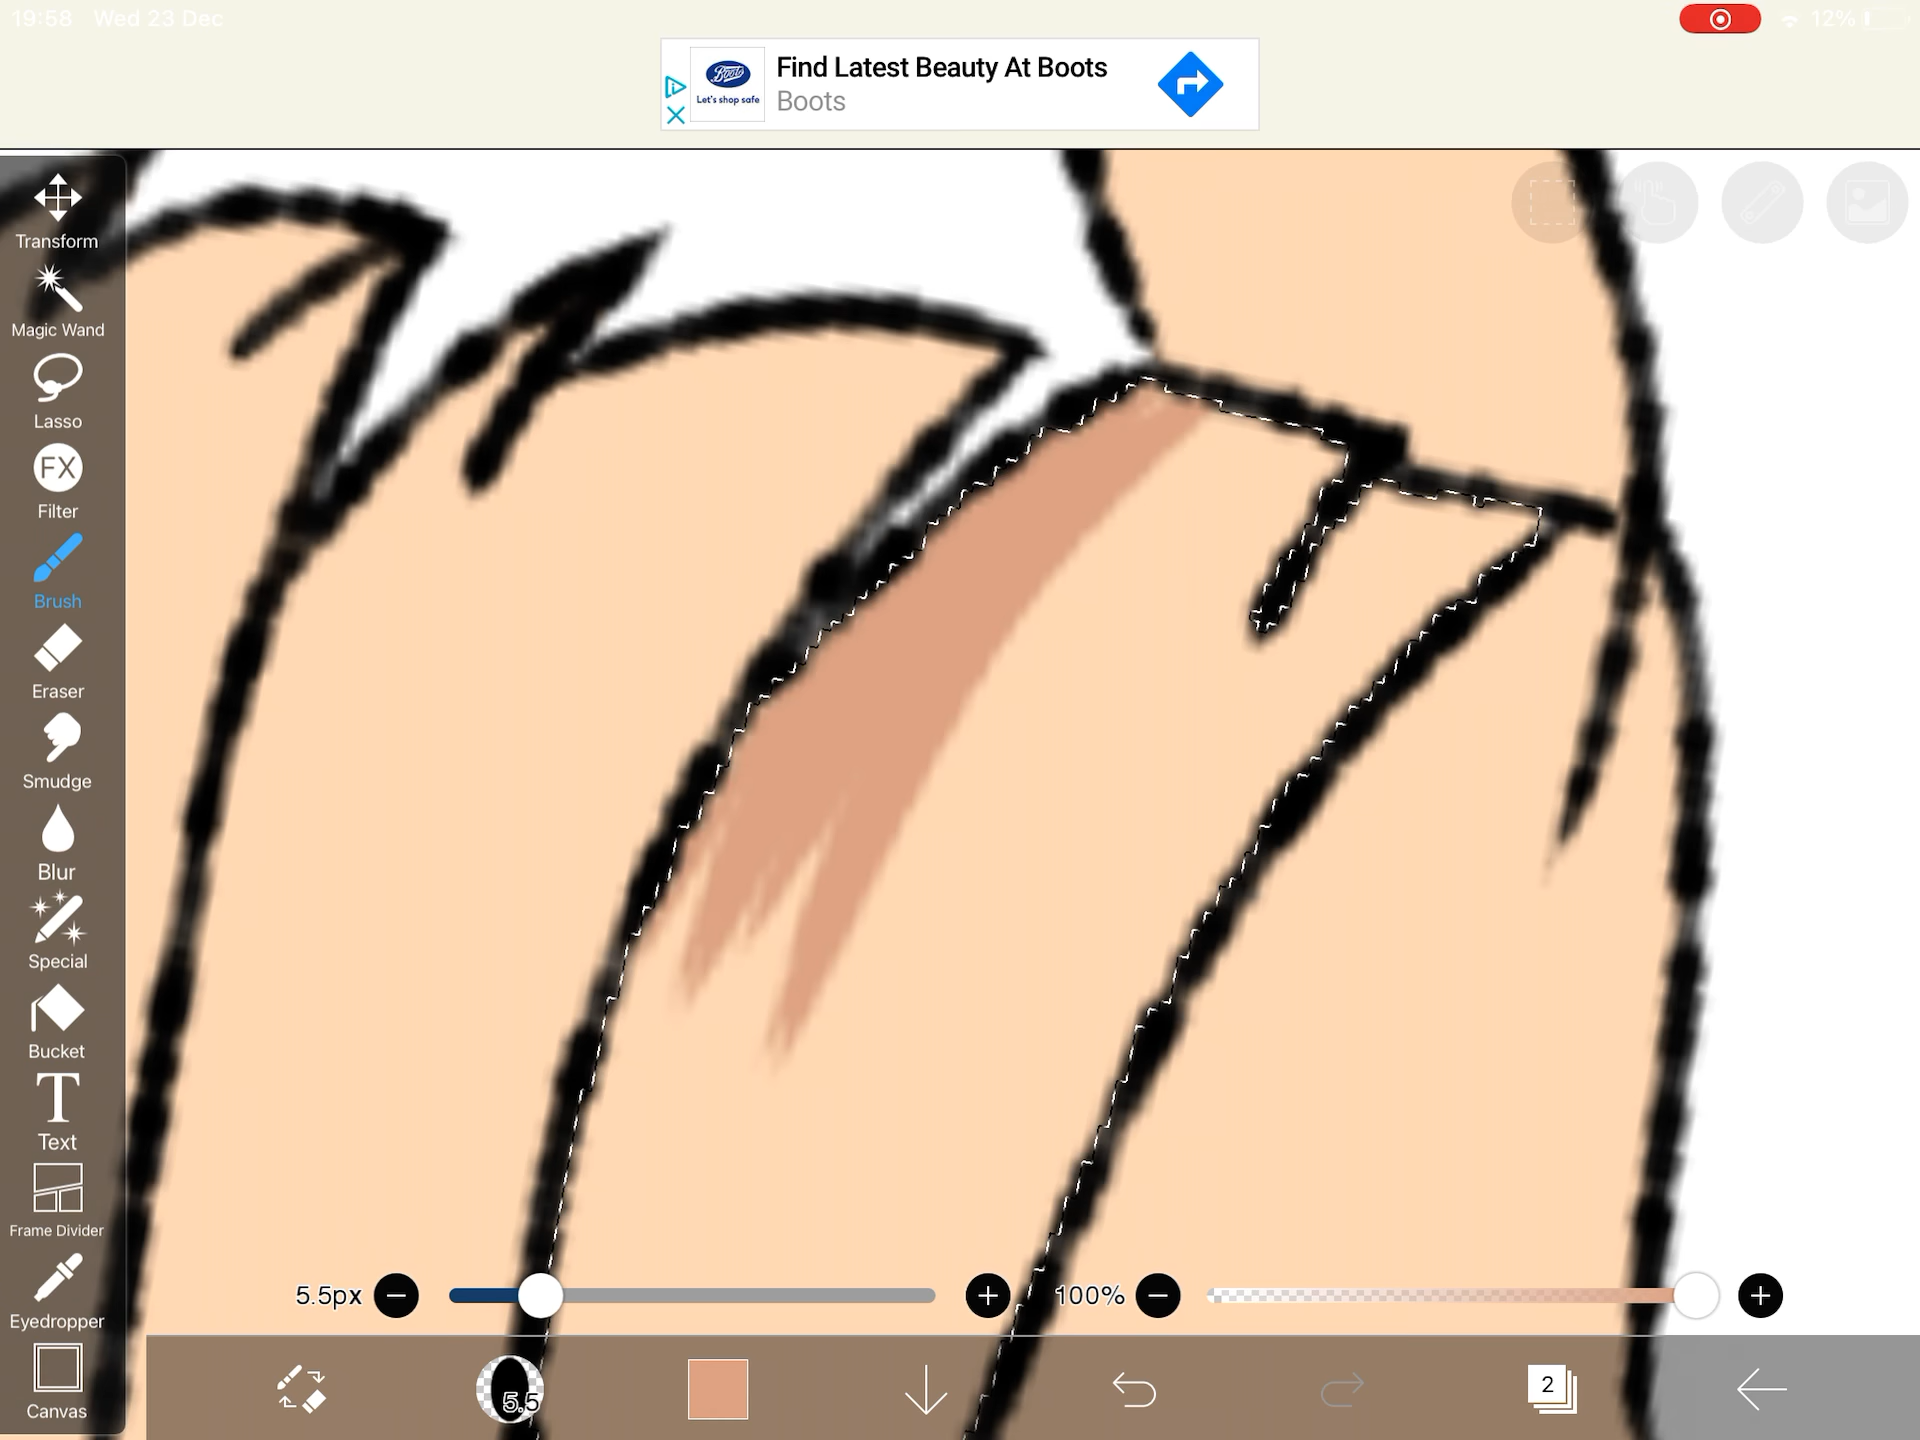 19:58 Wed 23 Dec
12%
Boots
Let's shop safe
Find Latest Beauty At Boots
Boots
Transform
Magic Wand
Lasso
FX
Filter
Brush
Eraser
Smudge
Blur
Special
Bucket
T
Text
Frame Divider
Eyedropper
Canvas
5.5px
100%
5.5
2